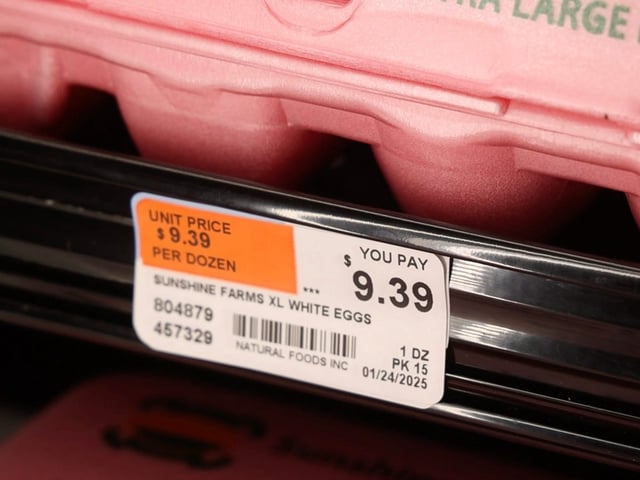 EXTRA LARGE
UNIT PRICE
$ 9.39
PER DOZEN
YOU PAY
$ 9.39
***
SUNSHINE FARMS XL WHITE EGGS
804879
457329
NATURAL FOODS INC
1 DZ
PK 15
01/24/2025